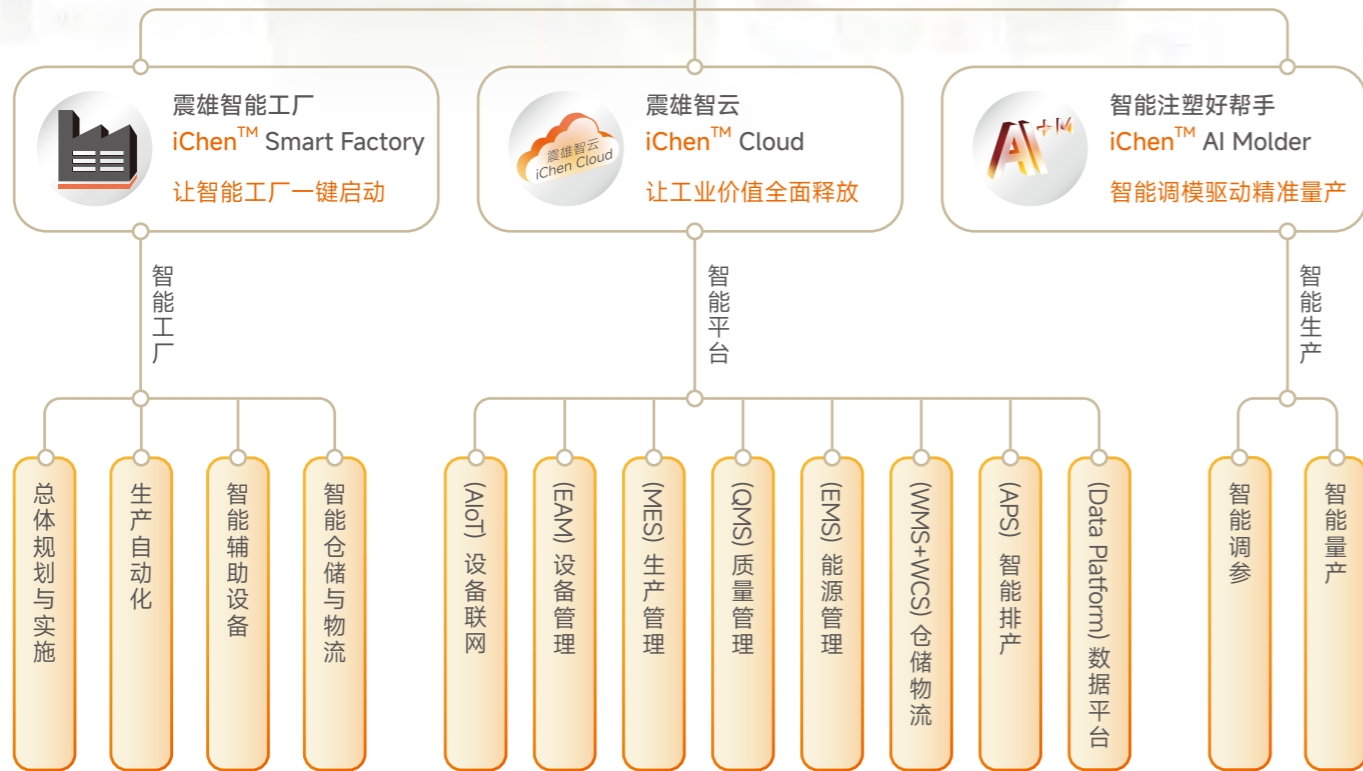 震雄智能工厂
iChen™ Smart Factory
让智能工厂一键启动
震雄智云
iChen Cloud
震雄智云
iChen™ Cloud
让工业价值全面释放
AI+M
智能注塑好帮手
iChen™ AI Molder
智能调模驱动精准量产
智能工厂
智能平台
智能生产
总体规划与实施
生产自动化
智能辅助设备
智能仓储与物流
(AIoT) 设备联网
(EAM) 设备管理
(MES) 生产管理
(QMS) 质量管理
(EMS) 能源管理
(WMS+WCS) 仓储物流
(APS) 智能排产
(Data Platform) 数据平台
智能调参
智能量产